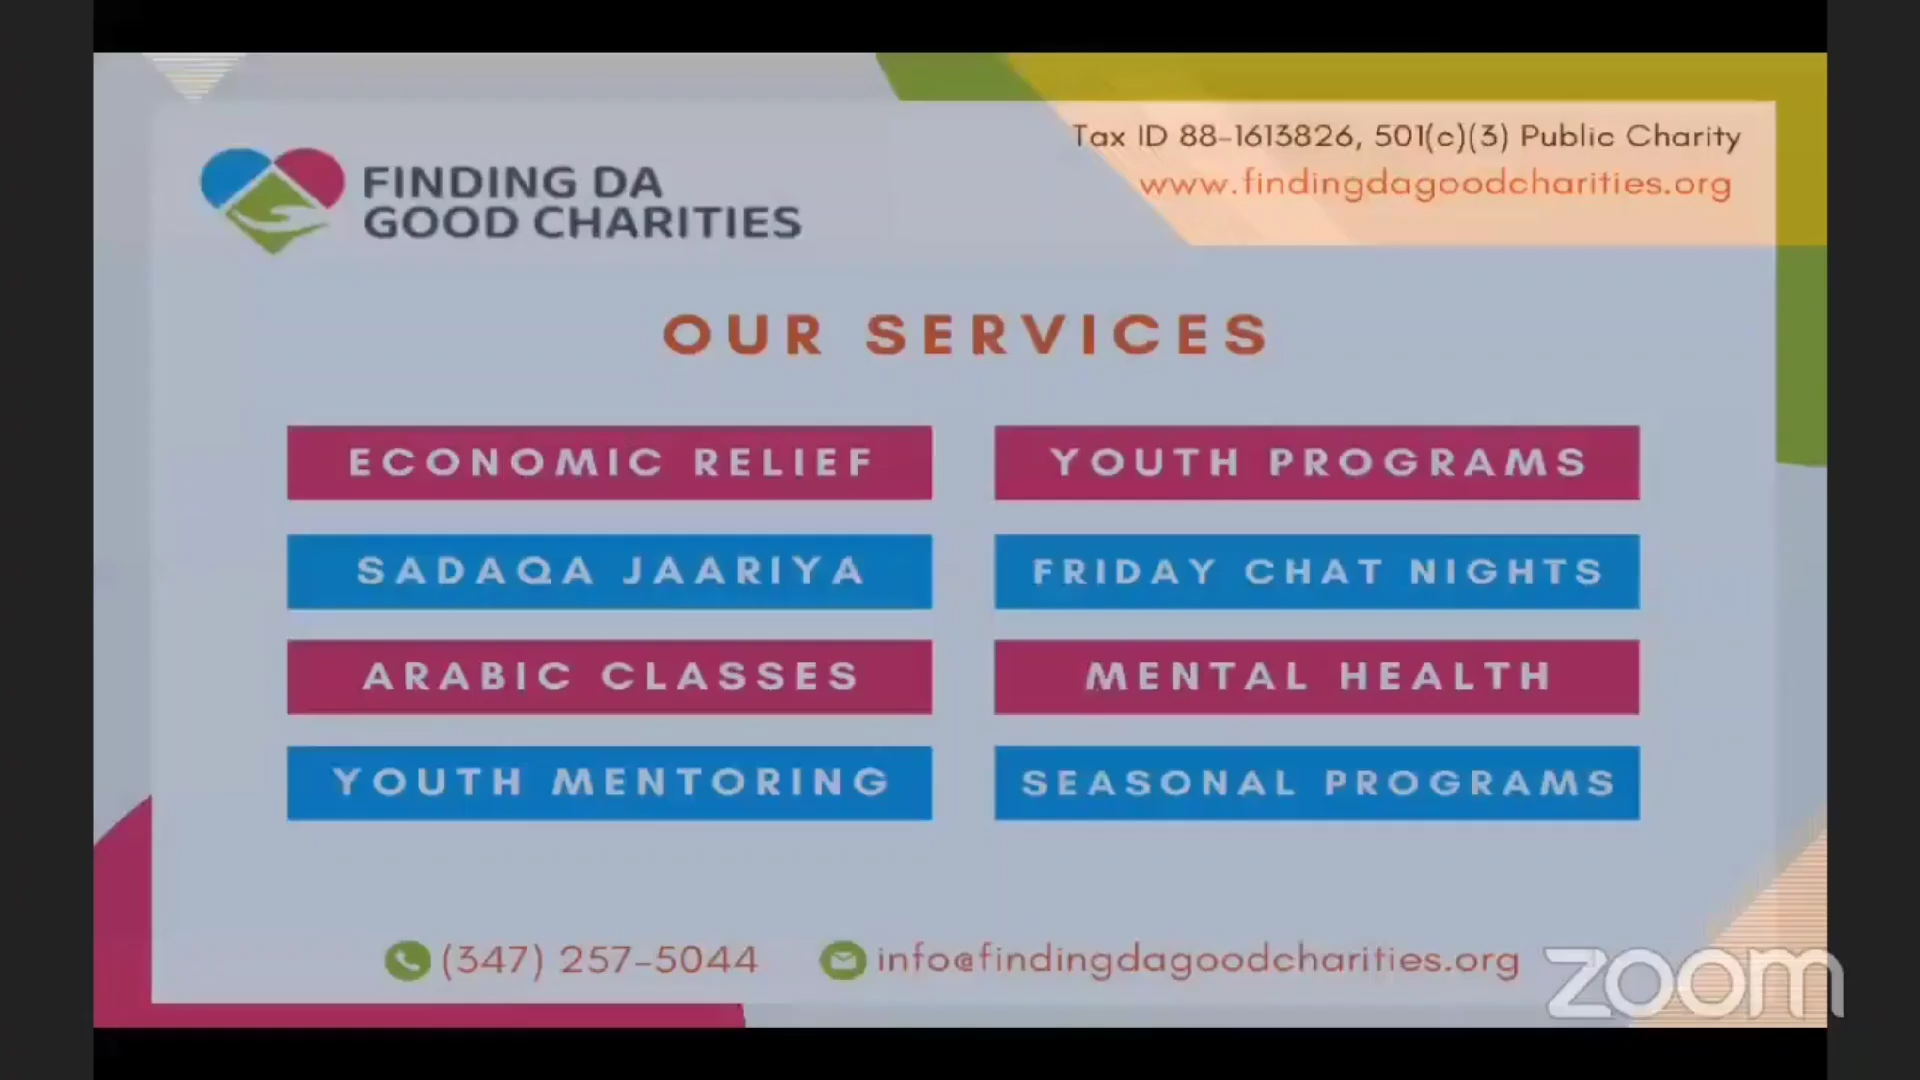 FINDING DA
GOOD CHARITIES
Tax ID 88-1613826, 501(c)(3) Public Charity
www.findingdagoodcharities.org
OUR SERVICES
ECONOMIC RELIEF
YOUTH PROGRAMS
SADAQA JAARIYA
FRIDAY CHAT NIGHTS
ARABIC CLASSES
MENTAL HEALTH
YOUTH MENTORING
SEASONAL PROGRAMS
(347) 257-5044
info@findingdagoodcharities.org
zoom